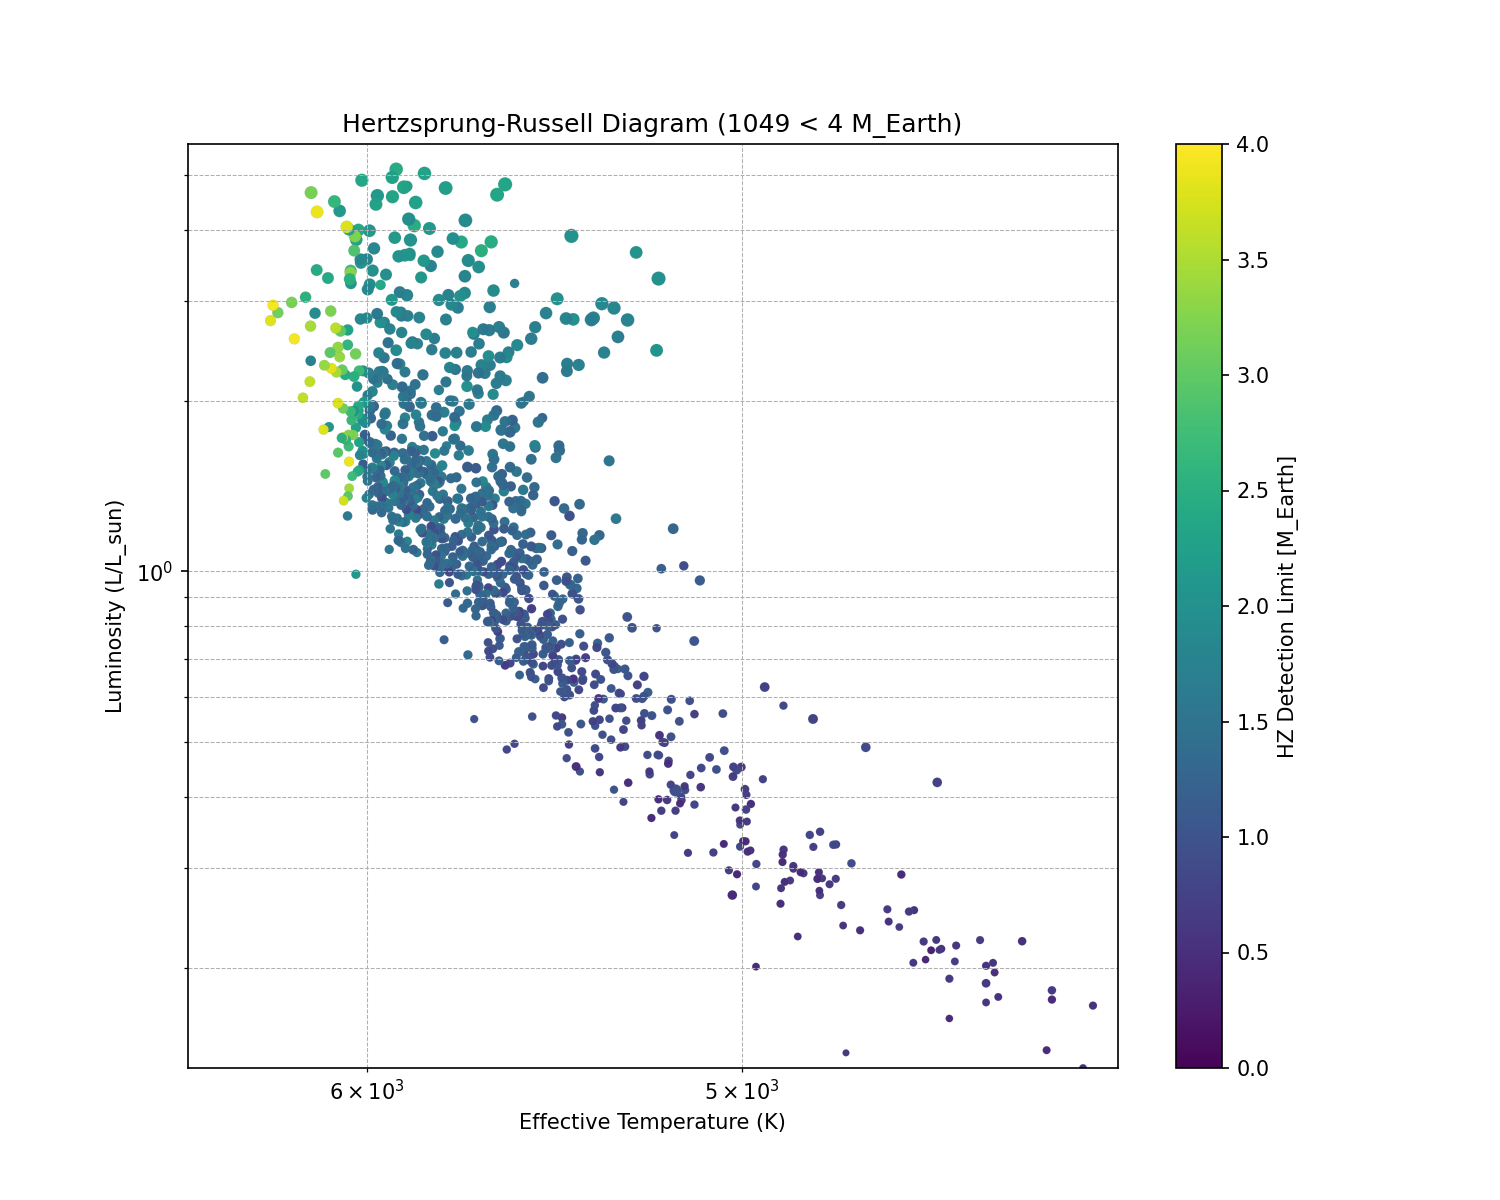 Hertzsprung-Russell Diagram (1049 < 4 M_Earth)
Luminosity (L/L_sun)
10⁰
6 × 10³
5 × 10³
Effective Temperature (K)
4.0
3.5
3.0
2.5
2.0
1.5
1.0
0.5
0.0
HZ Detection Limit [M_Earth]